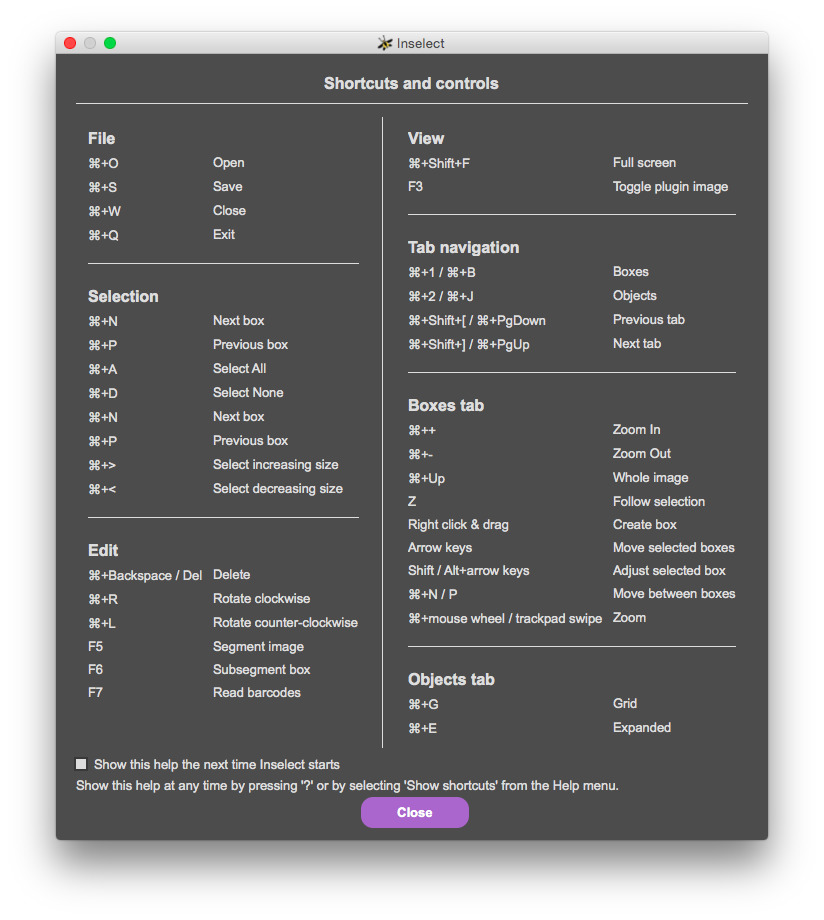 Inselect
Shortcuts and controls
File
⌘+O Open
⌘+S Save
⌘+W Close
⌘+Q Exit
Selection
⌘+N Next box
⌘+P Previous box
⌘+A Select All
⌘+D Select None
⌘+N Next box
⌘+P Previous box
⌘+> Select increasing size
⌘+< Select decreasing size
Edit
⌘+Backspace / Del Delete
⌘+R Rotate clockwise
⌘+L Rotate counter-clockwise
F5 Segment image
F6 Subsegment box
F7 Read barcodes
View
⌘+Shift+F Full screen
F3 Toggle plugin image
Tab navigation
⌘+1 / ⌘+B Boxes
⌘+2 / ⌘+J Objects
⌘+Shift+[ / ⌘+PgDown Previous tab
⌘+Shift+] / ⌘+PgUp Next tab
Boxes tab
⌘++ Zoom In
⌘+- Zoom Out
⌘+Up Whole image
Z Follow selection
Right click & drag Create box
Arrow keys Move selected boxes
Shift / Alt+arrow keys Adjust selected box
⌘+N / P Move between boxes
⌘+mouse wheel / trackpad swipe Zoom
Objects tab
⌘+G Grid
⌘+E Expanded
Show this help the next time Inselect starts
Show this help at any time by pressing '?' or by selecting 'Show shortcuts' from the Help menu.
Close